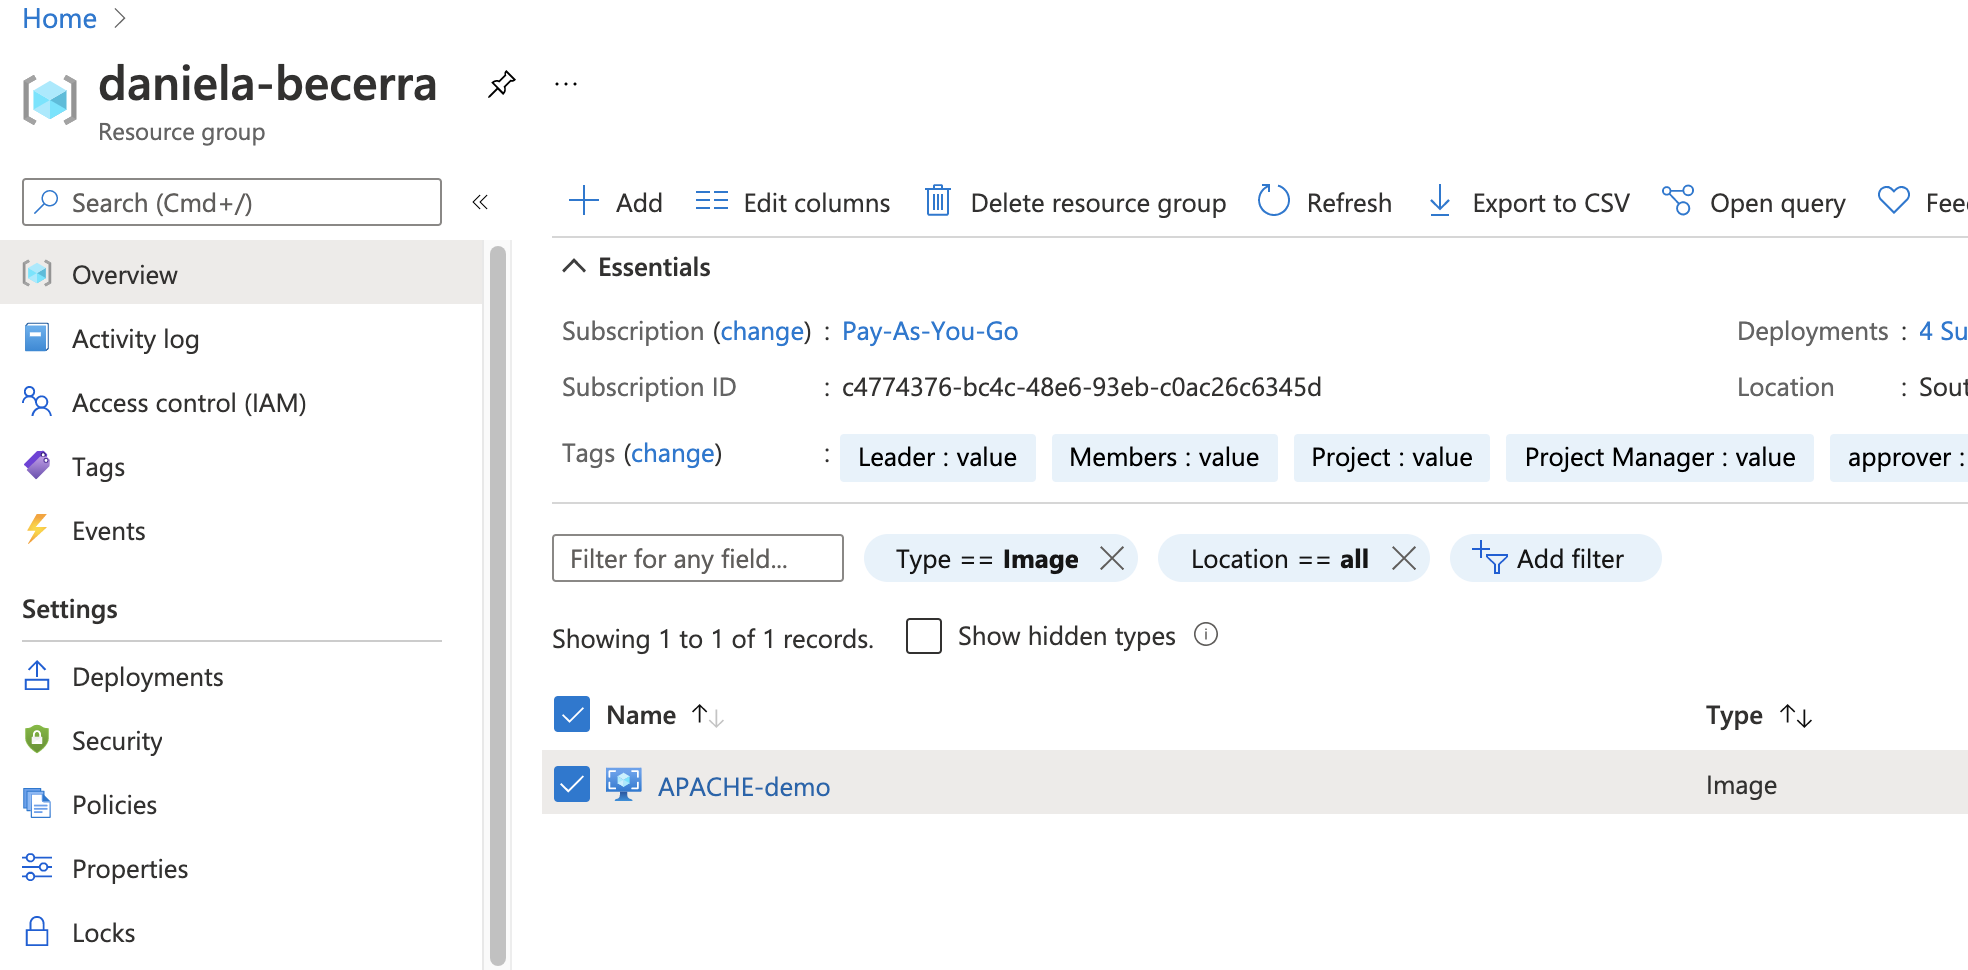 Home
daniela-becerra
Resource group
Search (Cmd+/)
Add Edit columns Delete resource group Refresh Export to CSV Open query
Overview
Activity log
Access control (IAM)
Tags
Events
Settings
Deployments
Security
Policies
Properties
Locks
Essentials
Subscription (change) : Pay-As-You-Go Deployments : 4 Su
Subscription ID : c4774376-bc4c-48e6-93eb-c0ac26c6345d Location : Sout
Tags (change) : Leader : value Members : value Project : value Project Manager : value approver :
Filter for any field... Type == Image Location == all Add filter
Showing 1 to 1 of 1 records. Show hidden types
Name Type
APACHE-demo Image